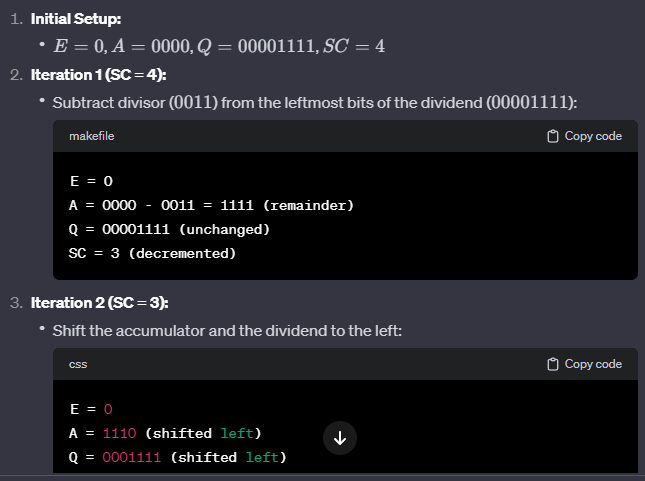 1. Initial Setup:
• E = 0, A = 0000, Q = 00001111, SC = 4
2. Iteration 1 (SC = 4):
• Subtract divisor (0011) from the leftmost bits of the dividend (00001111):
makefile Copy code
E = 0
A = 0000 - 0011 = 1111 (remainder)
Q = 00001111 (unchanged)
SC = 3 (decremented)
3. Iteration 2 (SC = 3):
• Shift the accumulator and the dividend to the left:
css Copy code
E = 0
A = 1110 (shifted left)
Q = 0001111 (shifted left)